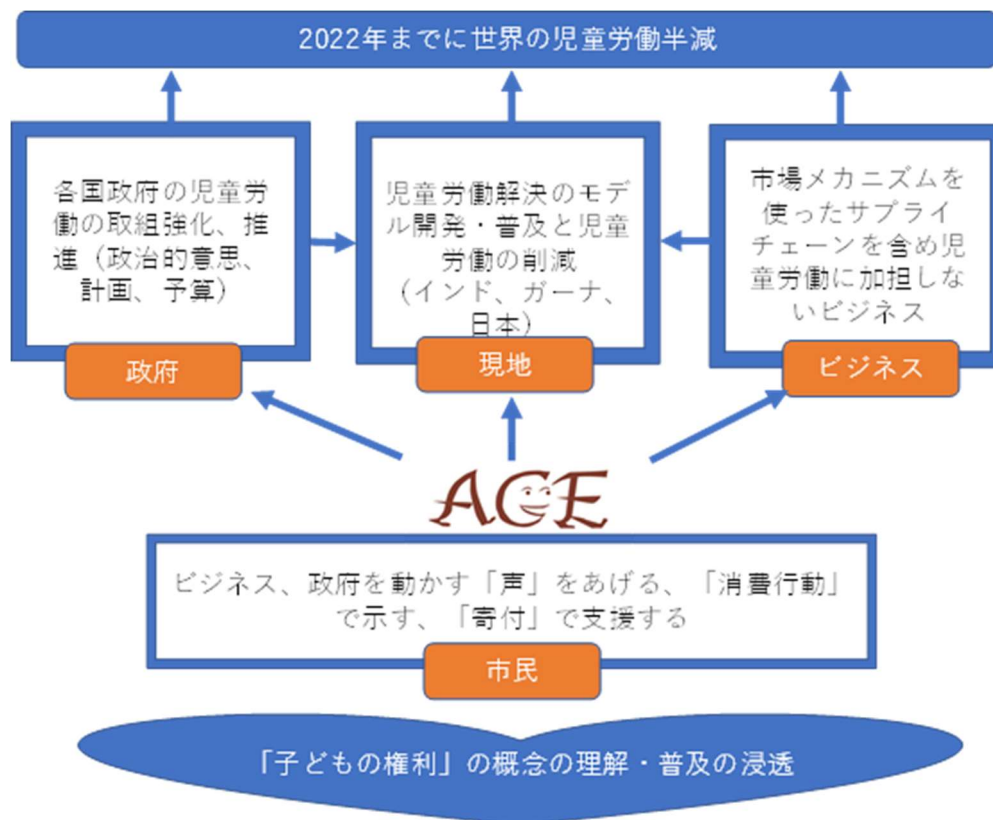 2022年までに世界の児童労働半減
各国政府の児童労
働の取組強化、推
進（政治的意思、
計画、予算）
政府
児童労働解決のモ
デル開発・普及と児童
労働の削減
（インド、ガーナ、
日本）
現地
市場メカニズムを
使ったサプライ
チェーンを含め児
童労働に加担しな
いビジネス
ビジネス
ACE
ビジネス、政府を動かす「声」をあげる、「消費行動」
で示す、「寄付」で支援する
市民
「子どもの権利」の概念の理解・普及の浸透